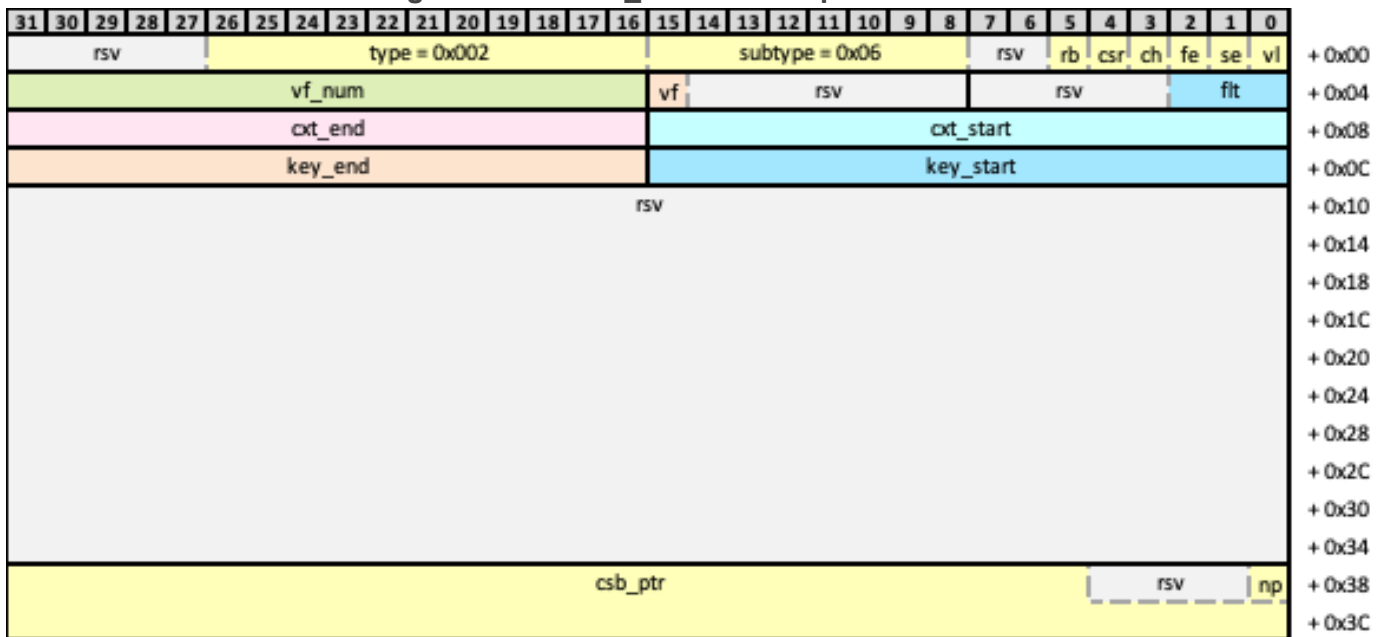 31 30 29 28 27 26 25 24 23 22 21 20 19 18 17 16 15 14 13 12 11 10 9 8 7 6 5 4 3 2 1 0
rsv type = 0x002 subtype = 0x06 rsv rb csr ch fe se vl + 0x00
vf_num vf rsv rsv flt + 0x04
cxt_end cxt_start + 0x08
key_end key_start + 0x0C
rsv + 0x10
+ 0x14
+ 0x18
+ 0x1C
+ 0x20
+ 0x24
+ 0x28
+ 0x2C
+ 0x30
+ 0x34
csb_ptr rsv np + 0x38
+ 0x3C